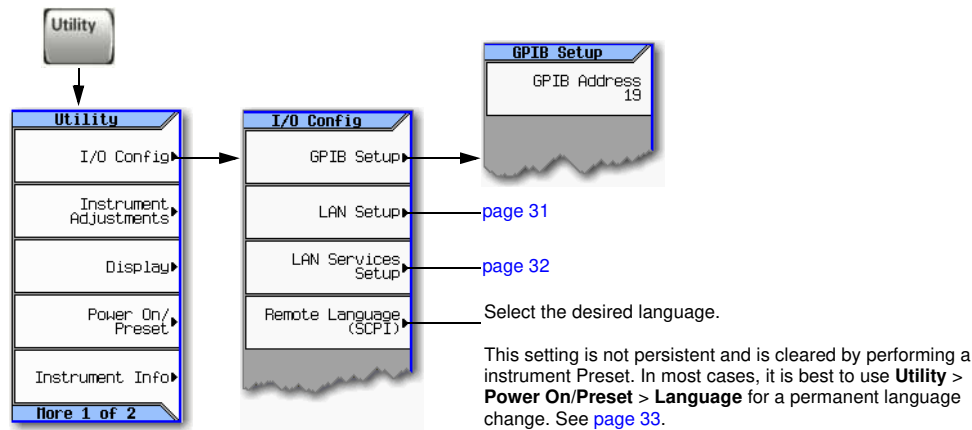 Utility
Utility
I/O Config
Instrument
Adjustments
Display
Power On/
Preset
Instrument Info
More 1 of 2
I/O Config
GPIB Setup
LAN Setup
LAN Services
Setup
Remote Language
(SCPI)
GPIB Setup
GPIB Address
19
page 31
page 32
Select the desired language.
This setting is not persistent and is cleared by performing a
instrument Preset. In most cases, it is best to use Utility >
Power On/Preset > Language for a permanent language
change. See page 33.